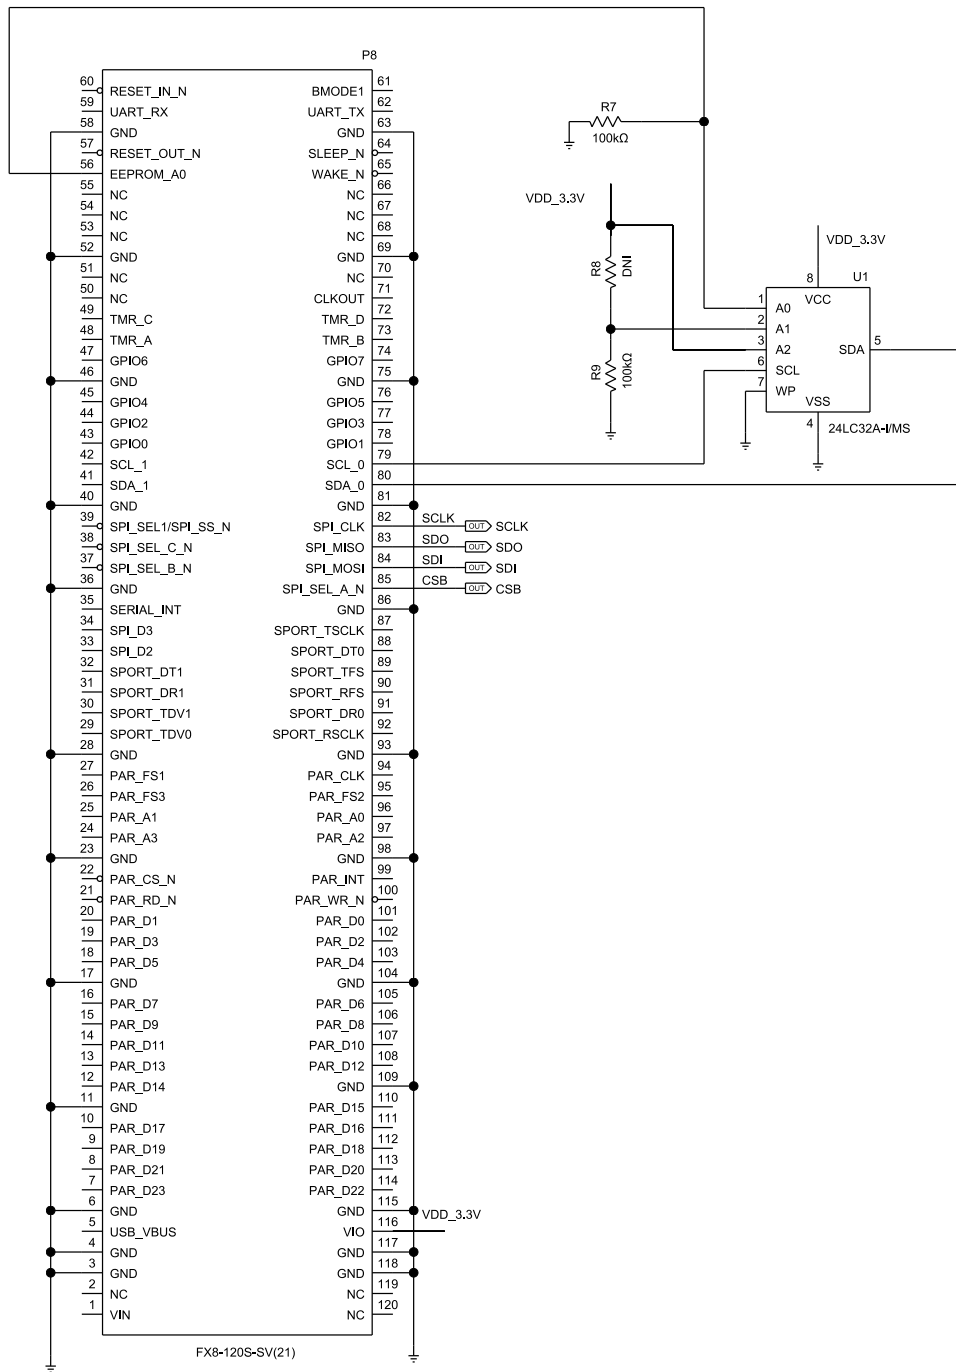 P8
60 RESET_IN_N BMODE1 61
59 UART_RX UART_TX 62
58 GND GND 63
57 RESET_OUT_N SLEEP_N 64
56 EEPROM_A0 WAKE_N 65
55 NC NC 66
54 NC NC 67
53 NC NC 68
52 GND GND 69
51 NC NC 70
50 NC CLKOUT 71
49 TMR_C TMR_D 72
48 TMR_A TMR_B 73
47 GPIO6 GPIO7 74
46 GND GND 75
45 GPIO4 GPIO5 76
44 GPIO2 GPIO3 77
43 GPIO0 GPIO1 78
42 SCL_1 SCL_0 79
41 SDA_1 SDA_0 80
40 GND GND 81
39 SPI_SEL1/SPI_SS_N SPI_CLK 82 SCLK OUT SCLK
38 SPI_SEL_C_N SPI_MISO 83 SDO OUT SDO
37 SPI_SEL_B_N SPI_MOSI 84 SDI OUT SDI
36 GND SPI_SEL_A_N 85 CSB OUT CSB
35 SERIAL_INT GND 86
34 SPI_D3 SPORT_TSCLK 87
33 SPI_D2 SPORT_DT0 88
32 SPORT_DT1 SPORT_TFS 89
31 SPORT_DR1 SPORT_RFS 90
30 SPORT_TDV1 SPORT_DR0 91
29 SPORT_TDV0 SPORT_RSCLK 92
28 GND GND 93
27 PAR_FS1 PAR_CLK 94
26 PAR_FS3 PAR_FS2 95
25 PAR_A1 PAR_A0 96
24 PAR_A3 PAR_A2 97
23 GND GND 98
22 PAR_CS_N PAR_INT 99
21 PAR_RD_N PAR_WR_N 100
20 PAR_D1 PAR_D0 101
19 PAR_D3 PAR_D2 102
18 PAR_D5 PAR_D4 103
17 GND GND 104
16 PAR_D7 PAR_D6 105
15 PAR_D9 PAR_D8 106
14 PAR_D11 PAR_D10 107
13 PAR_D13 PAR_D12 108
12 PAR_D14 GND 109
11 GND PAR_D15 110
10 PAR_D17 PAR_D16 111
9 PAR_D19 PAR_D18 112
8 PAR_D21 PAR_D20 113
7 PAR_D23 PAR_D22 114
6 GND GND 115
5 USB_VBUS VIO 116 VDD_3.3V
4 GND GND 117
3 GND GND 118
2 NC NC 119
1 VIN NC 120
FX8-120S-SV(21)
R7
100kΩ
VDD_3.3V
R8
DNI
R9
100kΩ
VDD_3.3V
U1
8
VCC
1 A0
2 A1
3 A2
SDA 5
6 SCL
7 WP
VSS
4
24LC32A-I/MS